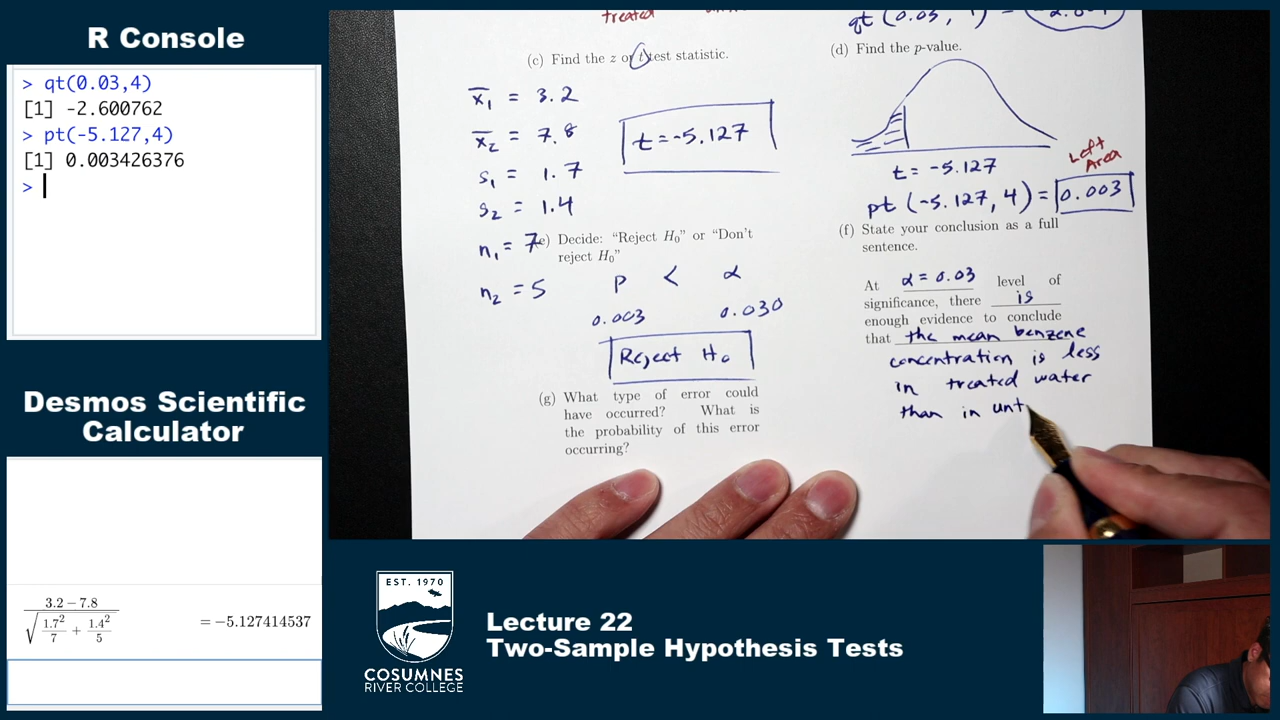 R Console
> qt(0.03,4)
[1] -2.600762
> pt(-5.127,4)
[1] 0.003426376
>
Desmos Scientific
Calculator
3.2 − 7.8
√ 1.7² / 7 + 1.4² / 5
= −5.127414537
treated
qt (0.03,
(c) Find the z or t test statistic.
x̄₁ = 3.2
x̄₂ = 7.8
s₁ = 1.7
s₂ = 1.4
n₁ = 7
n₂ = 5
t = -5.127
(d) Find the p-value.
t = -5.127
Left
Area
pt (-5.127, 4) = 0.003
(e) Decide: “Reject H₀” or “Don’t
reject H₀”
p < α
0.003 0.030
Reject H₀
(f) State your conclusion as a full
sentence.
At α = 0.03 level of
significance, there is
enough evidence to conclude
that the mean benzene
concentration is less
in treated water
than in unt
(g) What type of error could
have occurred? What is
the probability of this error
occurring?
EST. 1970
COSUMNES
RIVER COLLEGE
Lecture 22
Two-Sample Hypothesis Tests